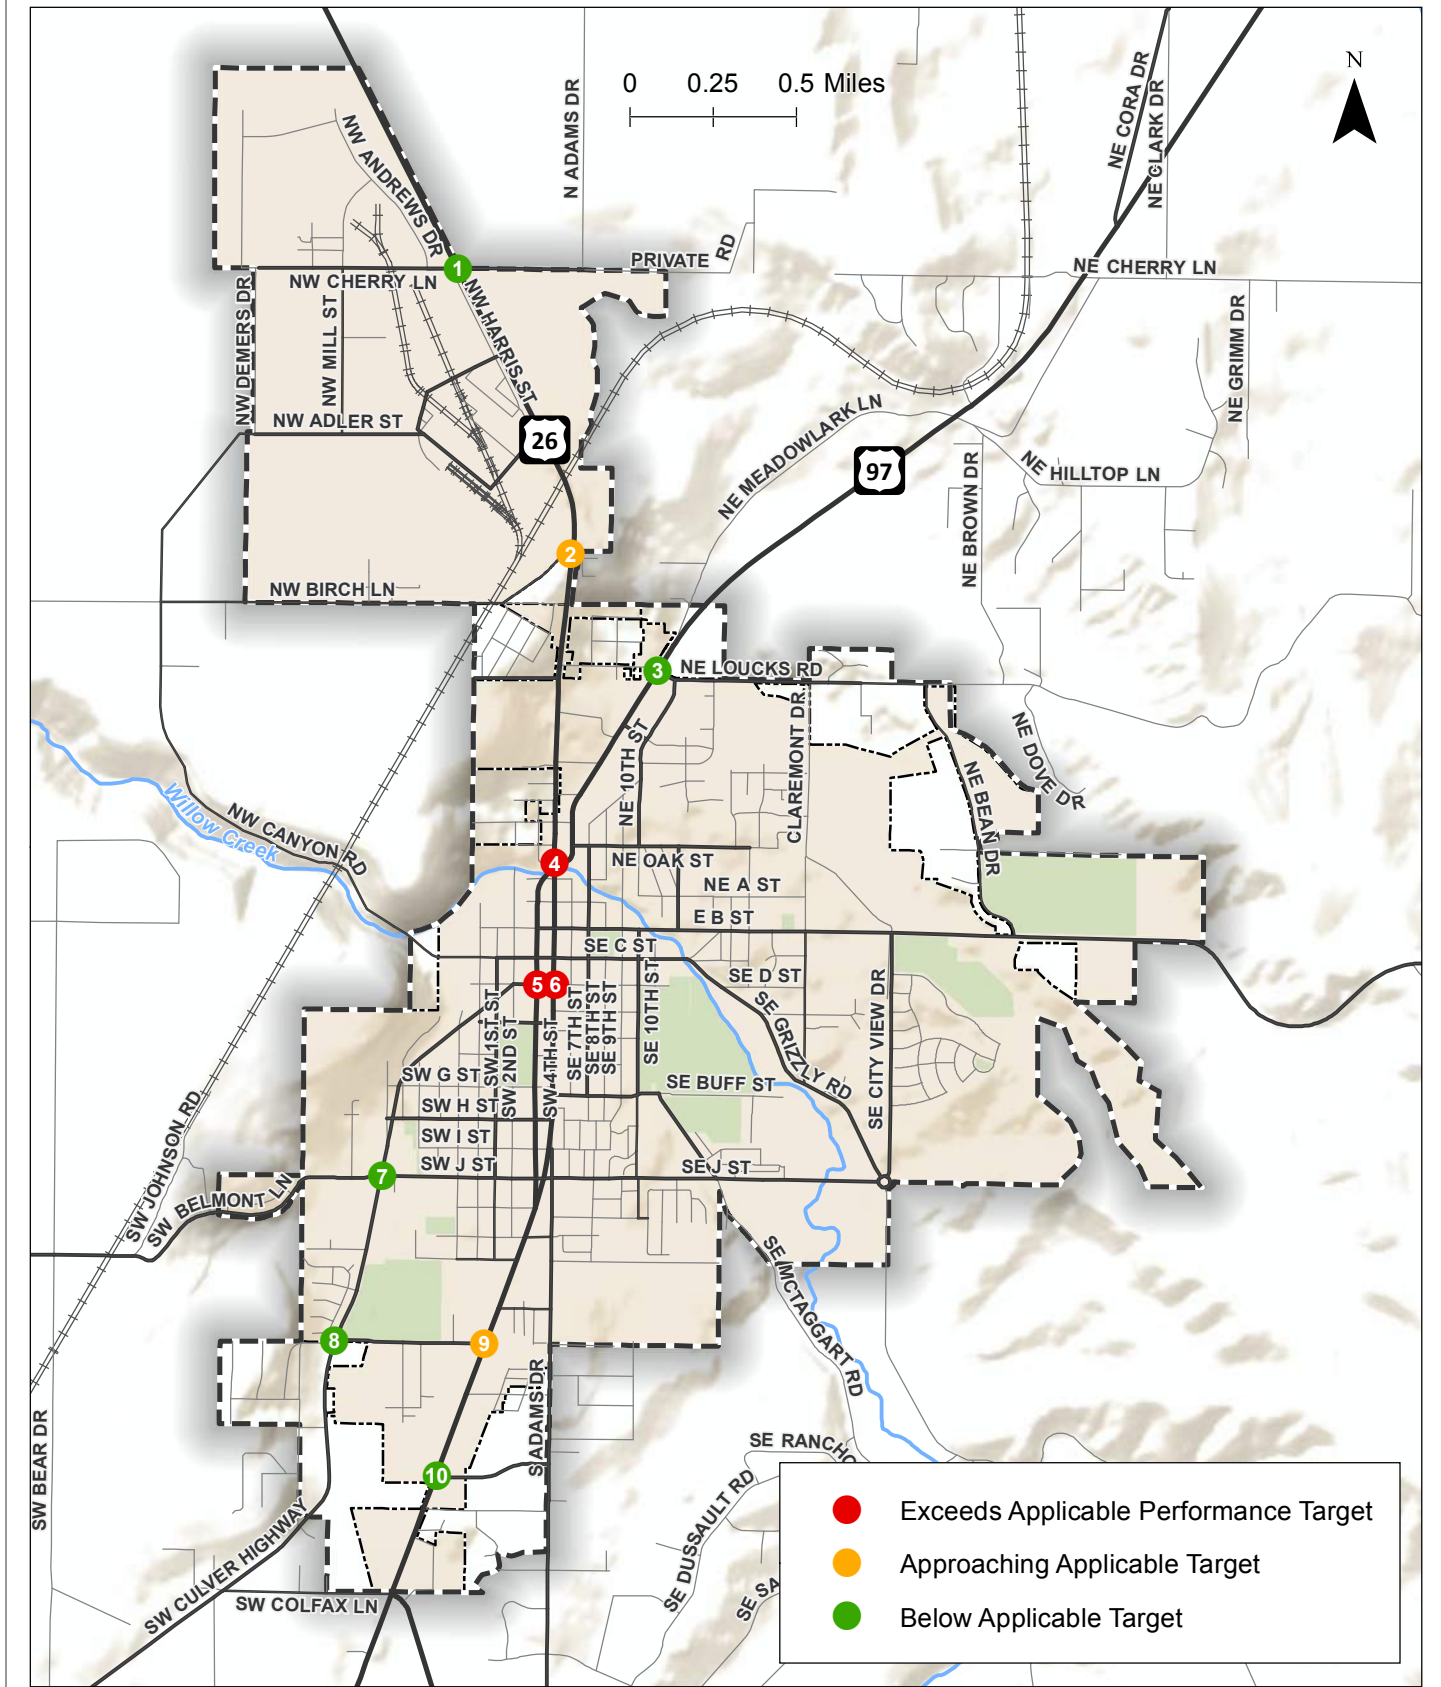 N
0 0.25 0.5 Miles
N ADAMS DR
NE CORA DR
NE CLARK DR
NW ANDREWS DR
PRIVATE RD
1
NW CHERRY LN
NE CHERRY LN
NW DEMERS DR
NW MILL ST
NW HARRIS ST
NE GRIMM DR
NW ADLER ST
26
NE MEADOWLARK LN
97
NE HILLTOP LN
NE BROWN DR
2
NW BIRCH LN
3
NE LOUCKS RD
CLAREMONT DR
NE DOVE DR
NE 10TH ST
NE BEAN DR
Willow Creek
NW CANYON RD
4
NE OAK ST
NE A ST
E B ST
SE C ST
SE D ST
5
6
SW 1ST ST
SW 2ND ST
SW 4TH ST
SE 7TH ST
SE 8TH ST
SE 9TH ST
SE 10TH ST
SE GRIZZLY RD
SE CITY VIEW DR
SW G ST
SE BUFF ST
SW H ST
SW I ST
SW J ST
SE J ST
7
SW JOHNSON RD
SW BELMONT LN
SE MCTAGGART RD
8
9
S ADAMS DR
SW BEAR DR
10
SE RANCHO
SE DUSSAULT RD
SE SA
SW CULVER HIGHWAY
SW COLFAX LN
Exceeds Applicable Performance Target
Approaching Applicable Target
Below Applicable Target